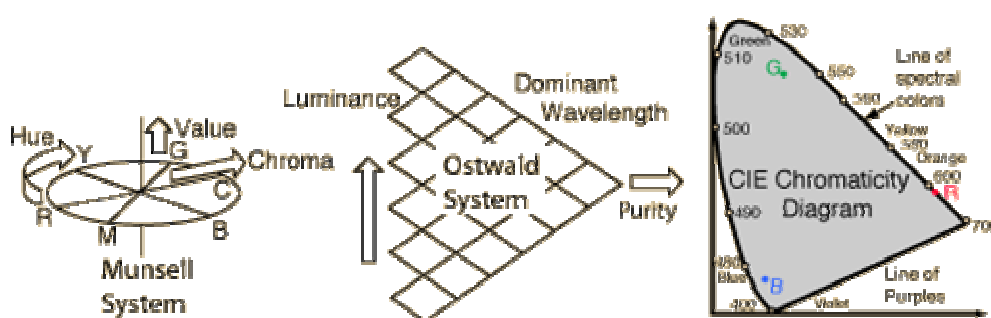 Hue
Y
Value
G
Chroma
C
R
M
B
Munsell
System
Luminance
Dominant
Wavelength
Ostwald
System
Purity
530
Green
510
G
550
Line of
spectral
colors
560
500
Yellow
580
Orange
600
R
CIE Chromaticity
Diagram
490
70
480
Blue
B
Line of
Purples
400
Violet